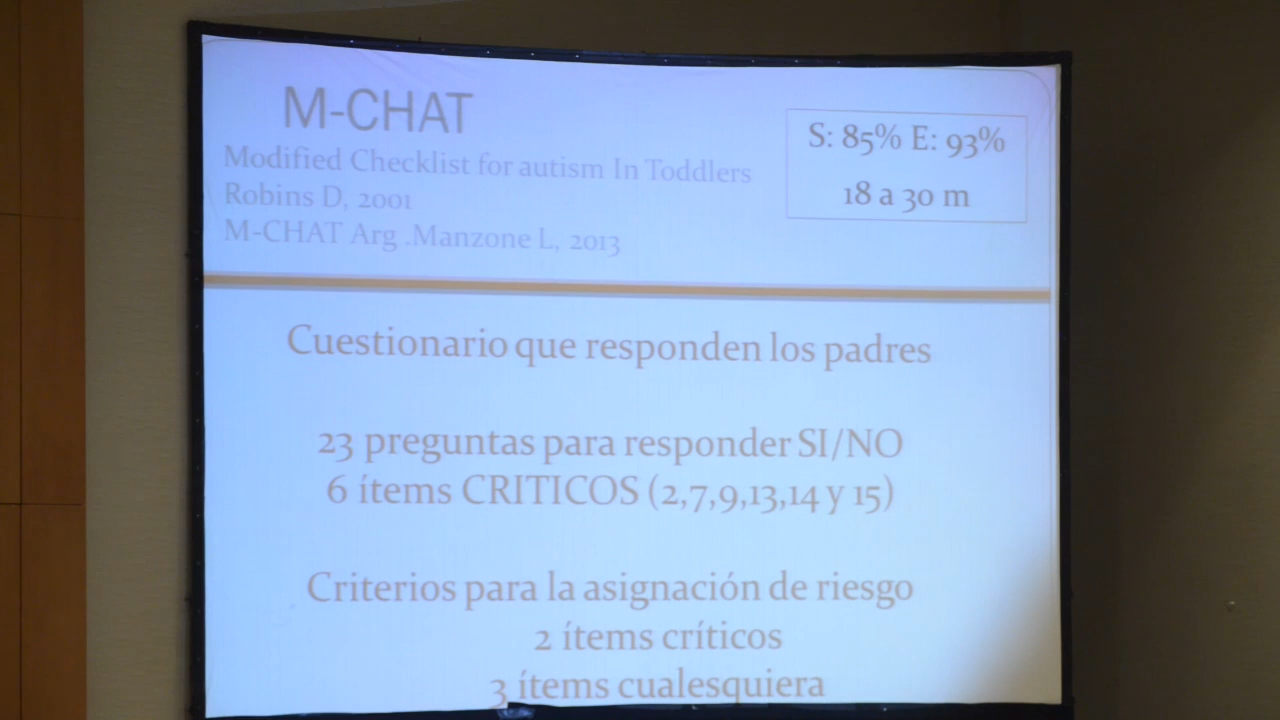 M-CHAT
Modified Checklist for autism In Toddlers
Robins D, 2001
M-CHAT Arg .Manzone L, 2013
S: 85% E: 93%
18 a 30 m
Cuestionario que responden los padres
23 preguntas para responder SI/NO
6 ítems CRITICOS (2,7,9,13,14 y 15)
Criterios para la asignación de riesgo
2 ítems críticos
3 ítems cualesquiera